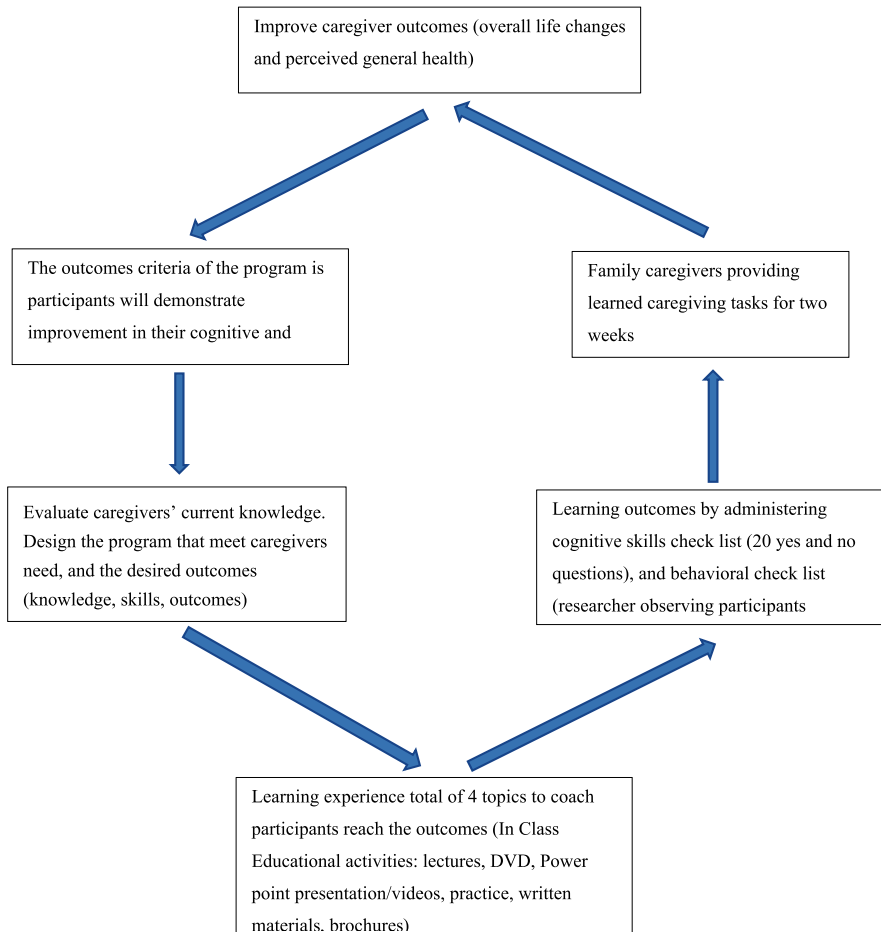 Improve caregiver outcomes (overall life changes
and perceived general health)
The outcomes criteria of the program is
participants will demonstrate
improvement in their cognitive and
Family caregivers providing
learned caregiving tasks for two
weeks
Evaluate caregivers’ current knowledge.
Design the program that meet caregivers
need, and the desired outcomes
(knowledge, skills, outcomes)
Learning outcomes by administering
cognitive skills check list (20 yes and no
questions), and behavioral check list
(researcher observing participants
Learning experience total of 4 topics to coach
participants reach the outcomes (In Class
Educational activities: lectures, DVD, Power
point presentation/videos, practice, written
materials, brochures)